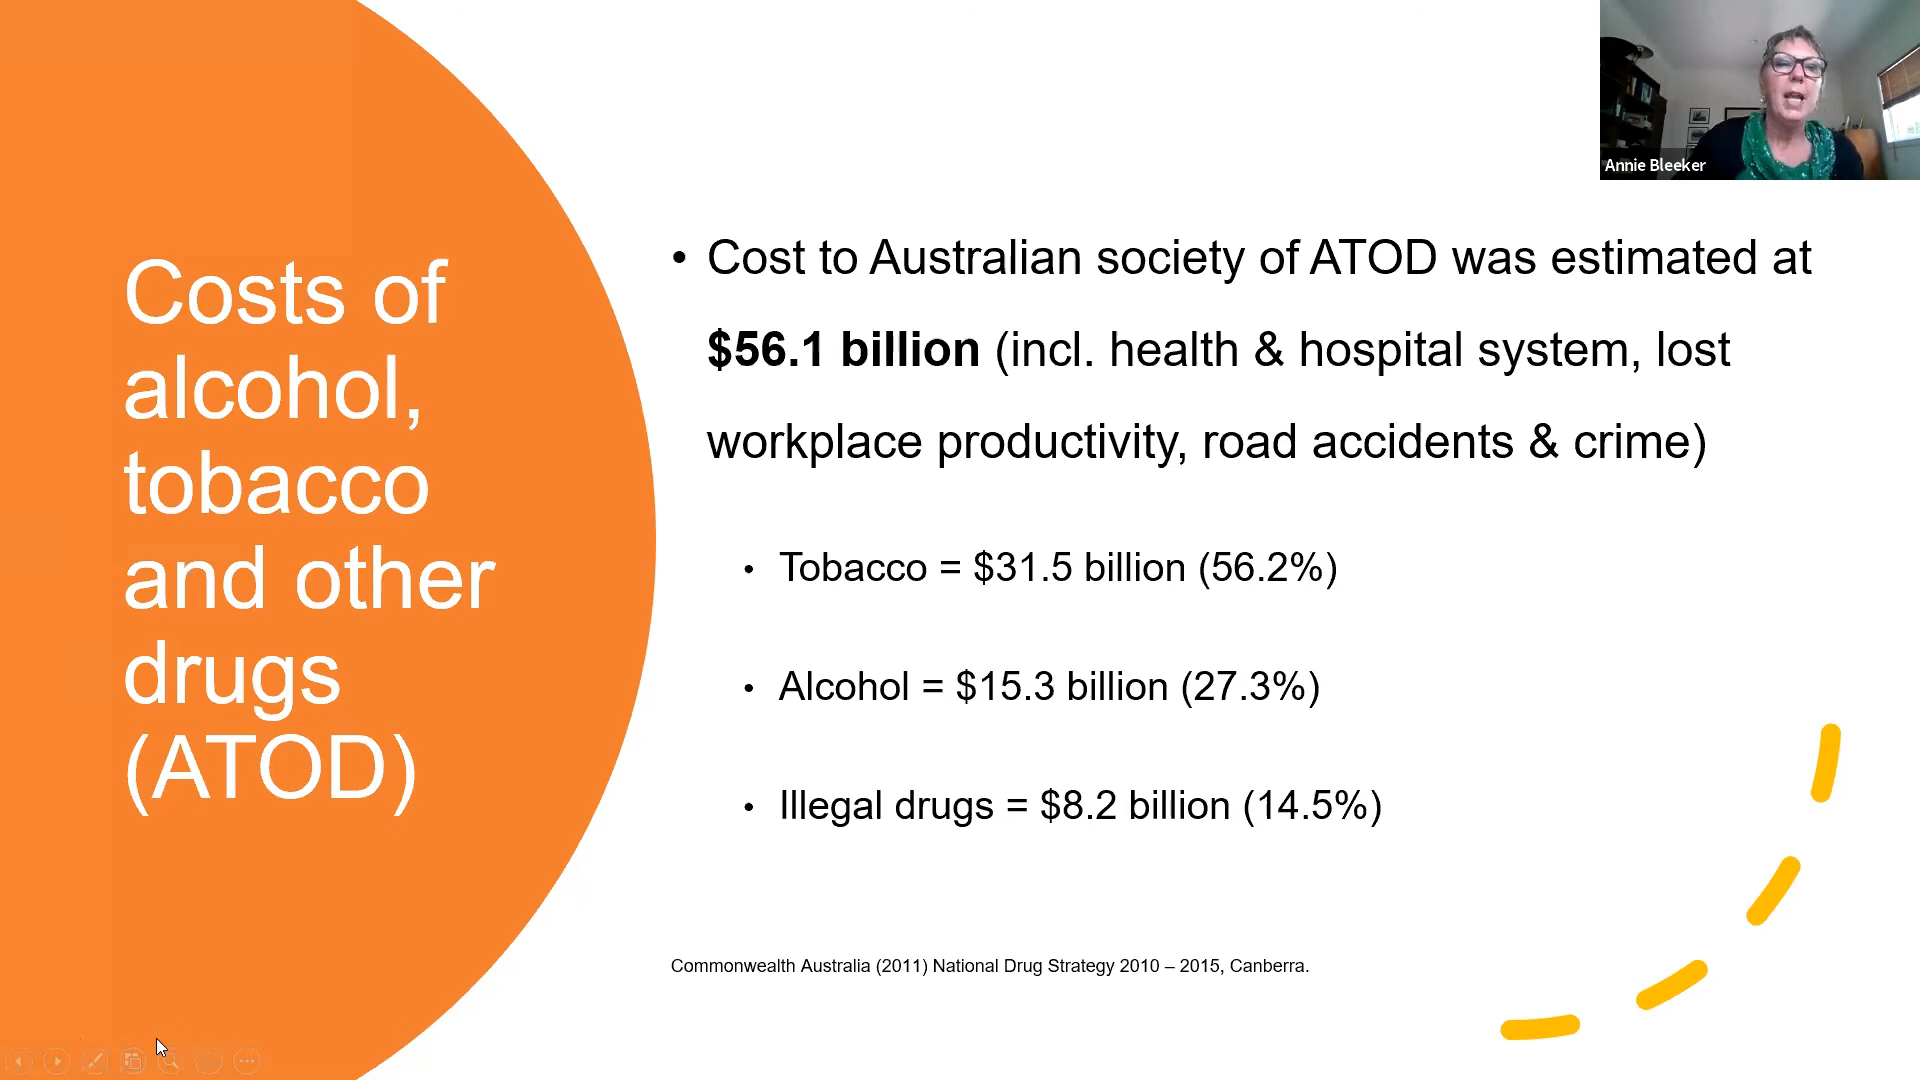 Costs of
alcohol,
tobacco
and other
drugs
(ATOD)
• Cost to Australian society of ATOD was estimated at
$56.1 billion (incl. health & hospital system, lost
workplace productivity, road accidents & crime)
• Tobacco = $31.5 billion (56.2%)
• Alcohol = $15.3 billion (27.3%)
• Illegal drugs = $8.2 billion (14.5%)
Commonwealth Australia (2011) National Drug Strategy 2010 – 2015, Canberra.
Annie Bleeker